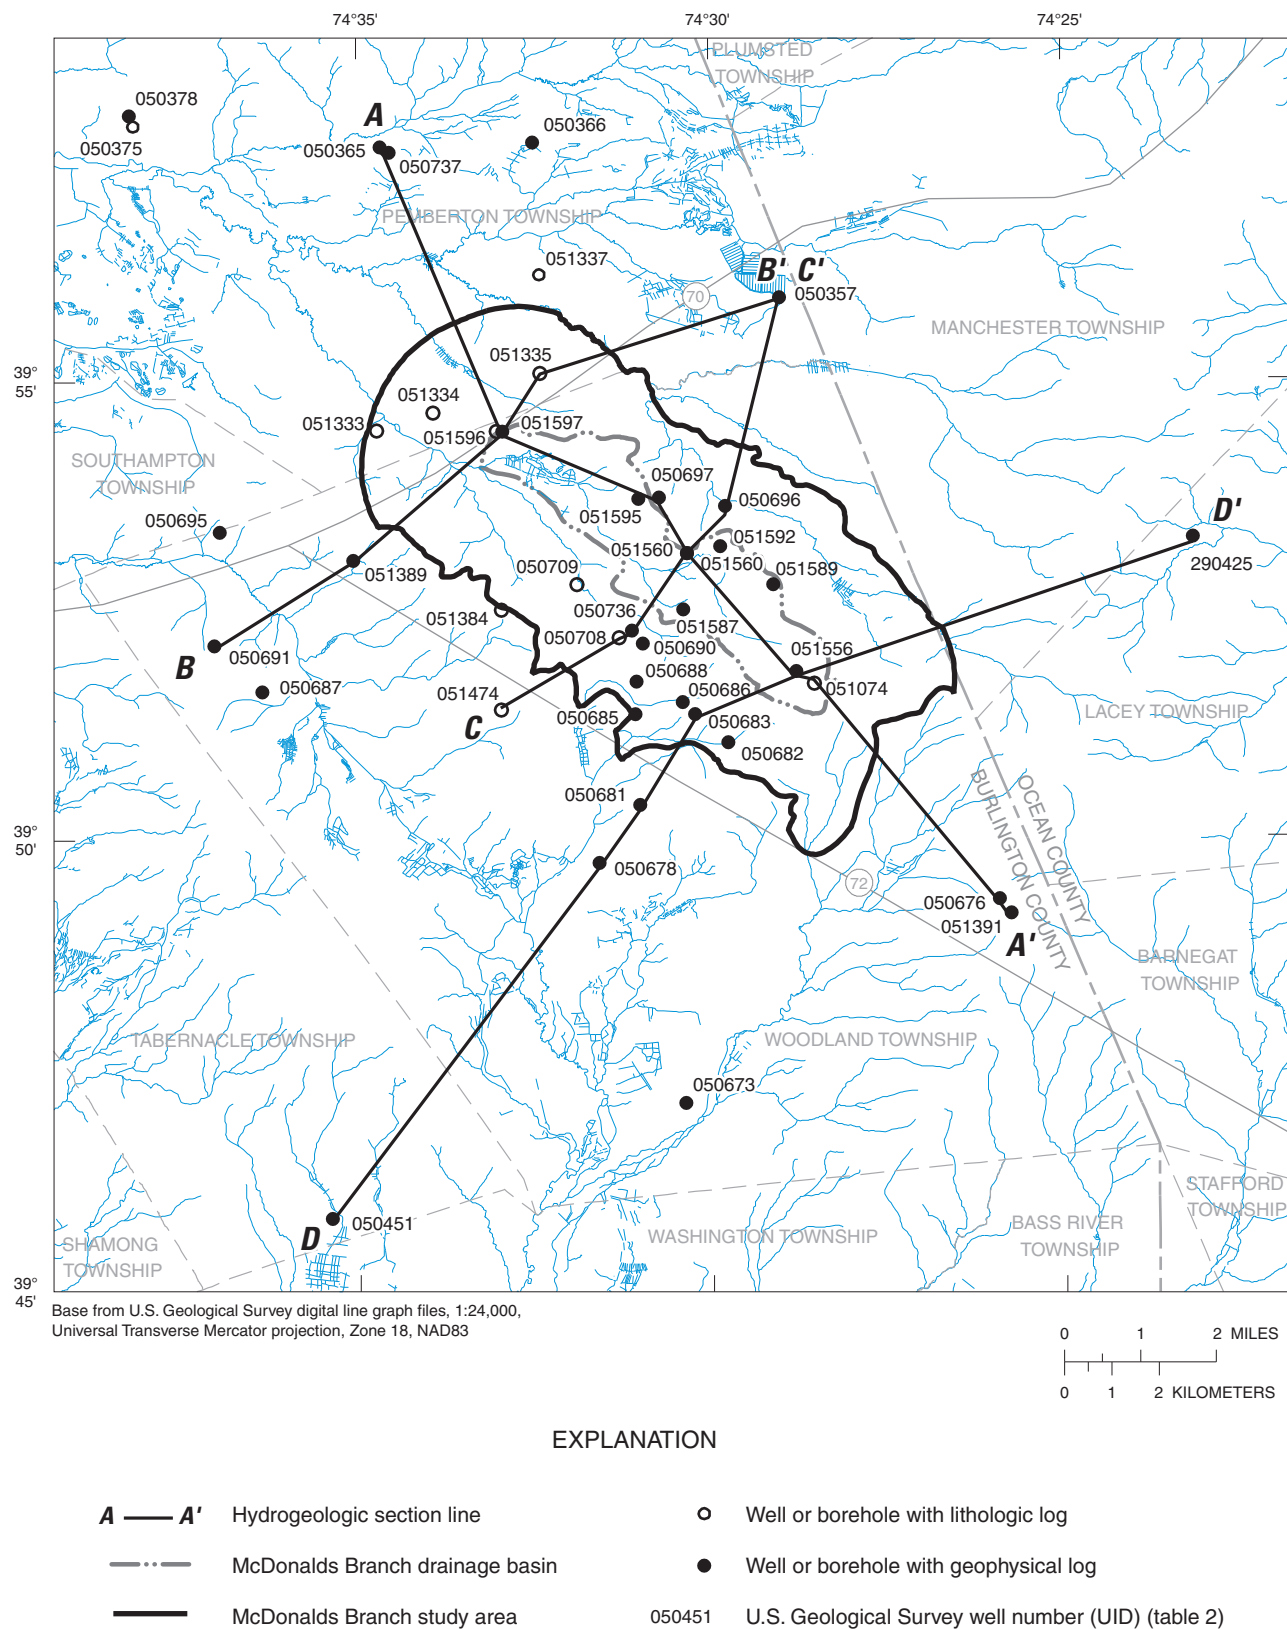 74°35'
74°30'
74°25'
PLUMSTED
TOWNSHIP
050378
050375
A
050365
050737
050366
PEMBERTON TOWNSHIP
051337
B' C'
050357
70
MANCHESTER TOWNSHIP
39°
55'
051335
051334
051333
051596
051597
SOUTHAMPTON
TOWNSHIP
050697
050696
D'
050695
051595
051592
051560
051560
051589
290425
050709
051389
050736
051587
051384
050708
050690
051556
B
050691
050688
051074
050687
050686
051474
C
050685
050683
LACEY TOWNSHIP
050682
050681
OCEAN COUNTY
BURLINGTON COUNTY
39°
50'
050678
72
050676
051391
A'
BARNEGAT
TOWNSHIP
TABERNACLE TOWNSHIP
WOODLAND TOWNSHIP
050673
STAFFORD
TOWNSHIP
D
050451
BASS RIVER
TOWNSHIP
WASHINGTON TOWNSHIP
SHAMONG
TOWNSHIP
39°
45'
Base from U.S. Geological Survey digital line graph files, 1:24,000,
Universal Transverse Mercator projection, Zone 18, NAD83
0 1 2 MILES
0 1 2 KILOMETERS
EXPLANATION
A A' Hydrogeologic section line
McDonalds Branch drainage basin
McDonalds Branch study area
Well or borehole with lithologic log
Well or borehole with geophysical log
050451 U.S. Geological Survey well number (UID) (table 2)